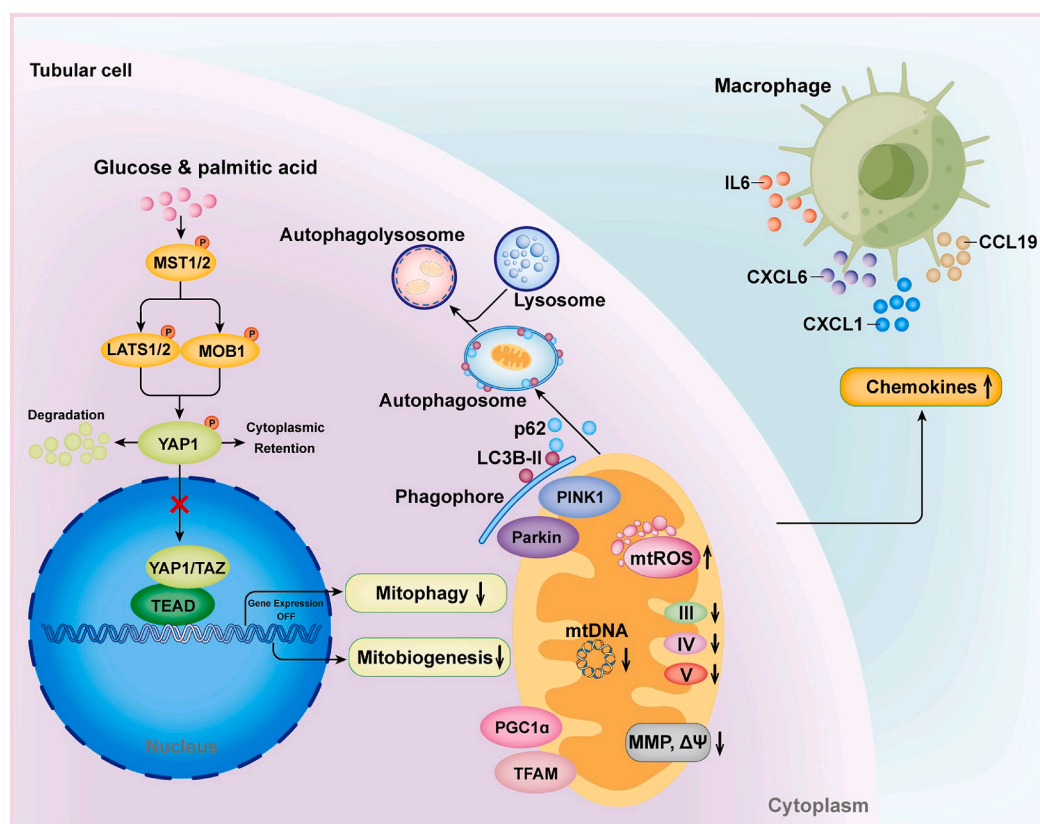 Tubular cell
Macrophage
Glucose & palmitic acid
P
MST1/2
P
P
LATS1/2
MOB1
Degradation
P
YAP1
Cytoplasmic
Retention
YAP1/TAZ
TEAD
Gene Expression
OFF
Nucleus
Autophagolysosome
Lysosome
Autophagosome
p62
LC3B-II
Phagophore
PINK1
Parkin
mtROS
Mitophagy
Mitobiogenesis
mtDNA
III
IV
V
PGC1α
TFAM
MMP, ΔΨ
IL6
CCL19
CXCL6
CXCL1
Chemokines
Cytoplasm